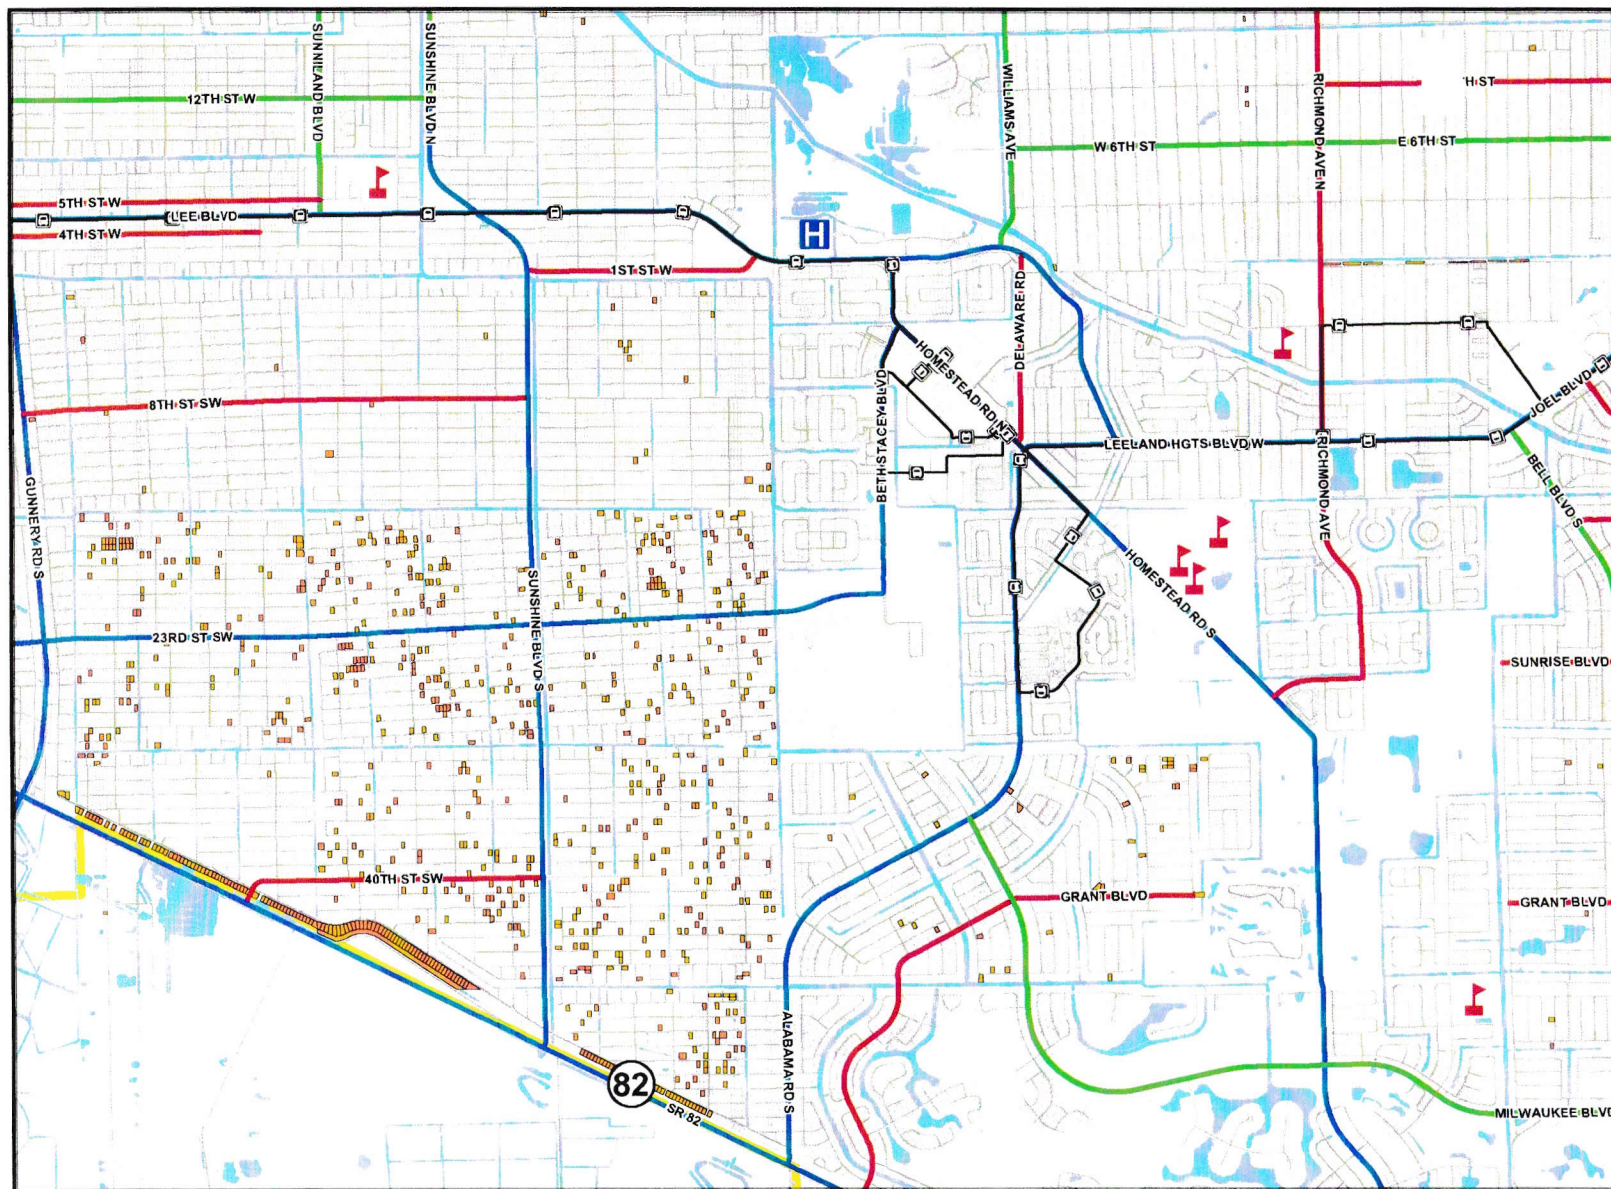 SUNNILAND BLVD
SUNSHINE BLVD N
WILLIAMS AVE
RICHMOND AVE N
H ST
12TH ST W
W 6TH ST
E 6TH ST
5TH ST W
LEE BLVD
4TH ST W
H
1ST ST W
DELAWARE RD
HOMESTEAD RD N
BETH STACEY BLVD
JOEL BLVD
8TH ST SW
LEELAND HGTS BLVD W
RICHMOND AVE
BELL BLVD S
GUNNERY RD S
HOMESTEAD RD S
SUNSHINE BLVD S
23RD ST SW
SUNRISE BLVD
40TH ST SW
GRANT BLVD
GRANT BLVD
ALABAMA RD S
82
SR 82
MILWAUKEE BLVD